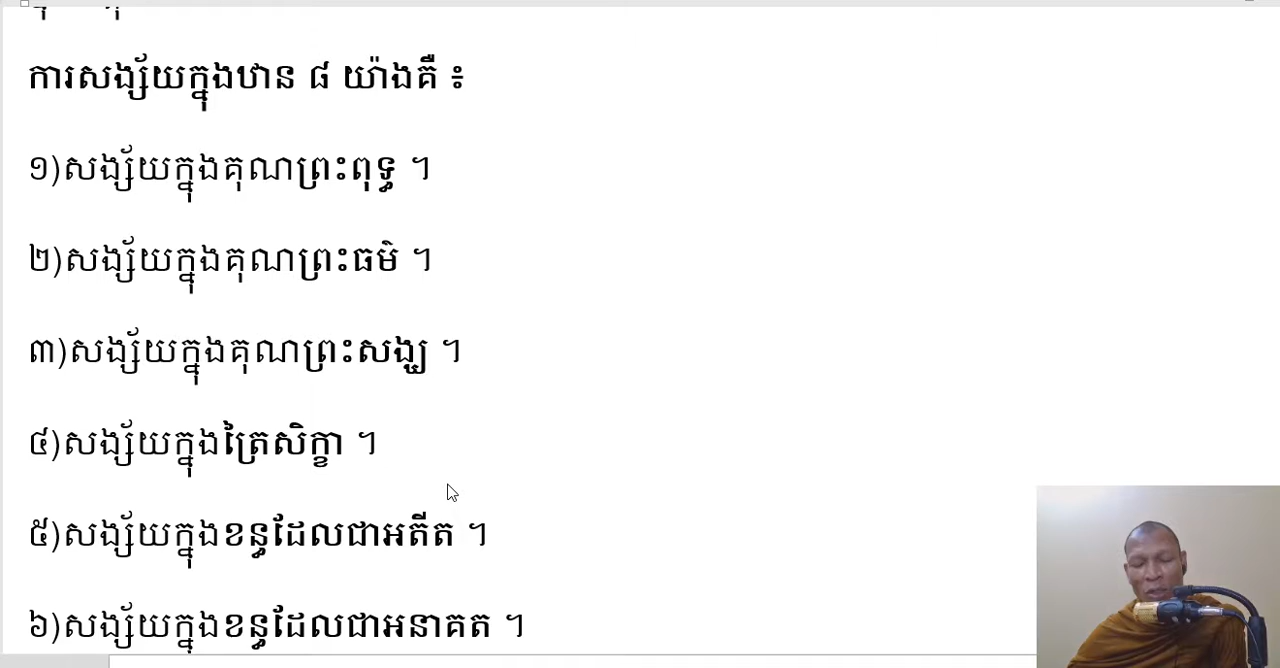 ការសង្ស័យក្នុងឋាន ៨ យ៉ាងគឺ ៖
១)សង្ស័យក្នុងគុណព្រះពុទ្ធ ។
២)សង្ស័យក្នុងគុណព្រះធម៌ ។
៣)សង្ស័យក្នុងគុណព្រះសង្ឃ ។
៤)សង្ស័យក្នុងត្រៃសិក្ខា ។
៥)សង្ស័យក្នុងខន្ធដែលជាអតីត ។
៦)សង្ស័យក្នុងខន្ធដែលជាអនាគត ។